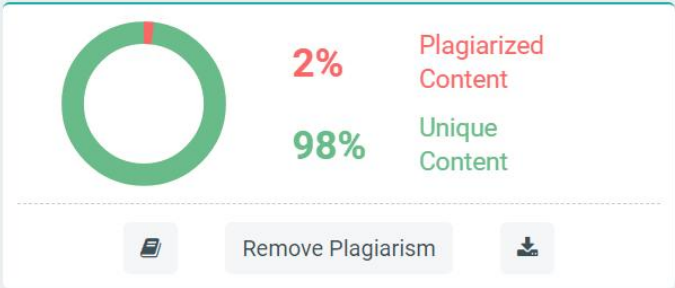 2%
Plagiarized
Content
98%
Unique
Content
Remove Plagiarism